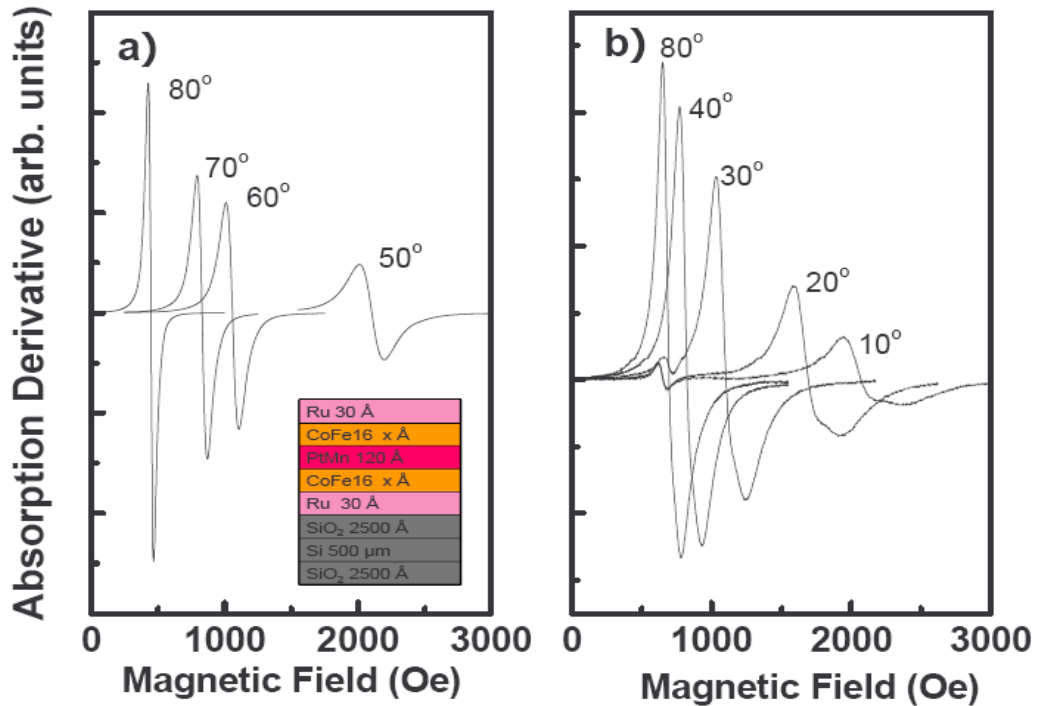 Absorption Derivative (arb. units)
a)
80°
70°
60°
50°
Ru 30 Å
CoFe16 x Å
PtMn 120 Å
CoFe16 x Å
Ru 30 Å
SiO₂ 2500 Å
Si 500 µm
SiO₂ 2500 Å
0 1000 2000 3000
Magnetic Field (Oe)
b)
80°
40°
30°
20°
10°
0 1000 2000 3000
Magnetic Field (Oe)